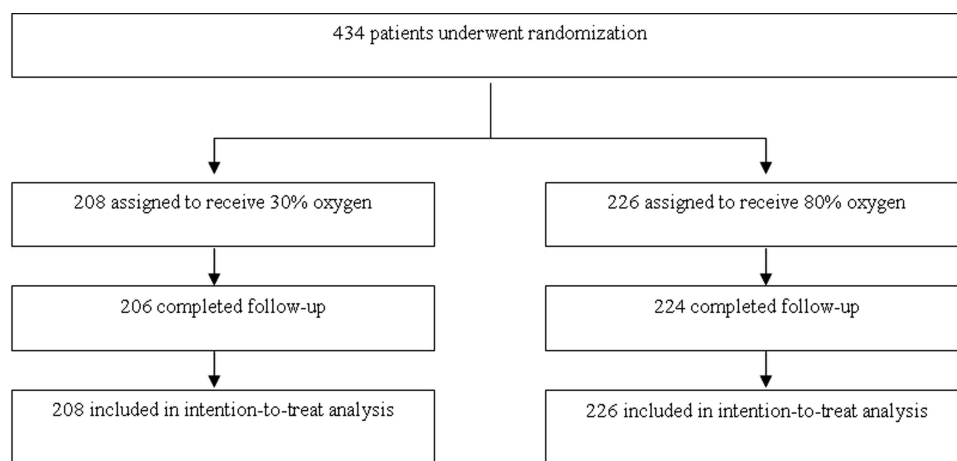 434 patients underwent randomization
208 assigned to receive 30% oxygen
226 assigned to receive 80% oxygen
206 completed follow-up
224 completed follow-up
208 included in intention-to-treat analysis
226 included in intention-to-treat analysis